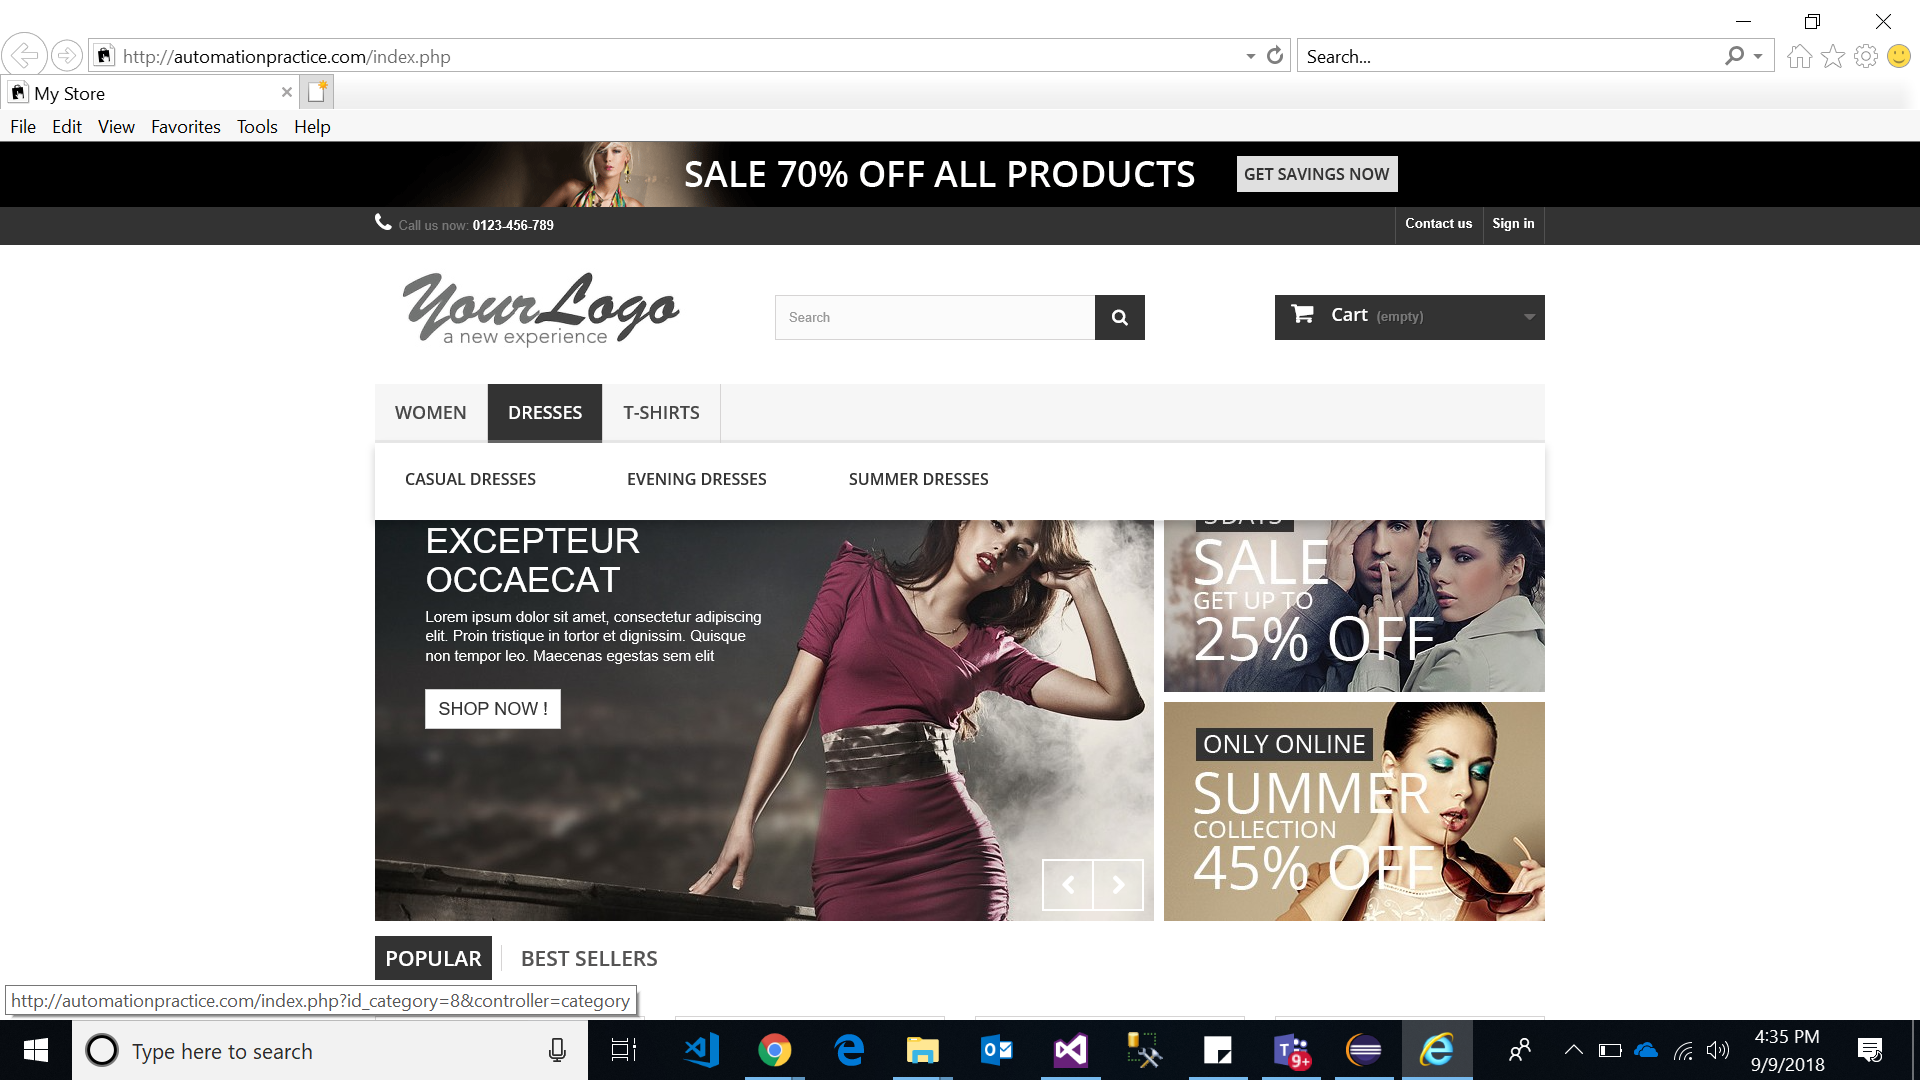 http://automationpractice.com/index.php
Search...
My Store
File Edit View Favorites Tools Help
SALE 70% OFF ALL PRODUCTS GET SAVINGS NOW
Call us now: 0123-456-789
Contact us Sign in
YourLogo
a new experience
Search
Cart (empty)
WOMEN DRESSES T-SHIRTS
CASUAL DRESSES EVENING DRESSES SUMMER DRESSES
EXCEPTEUR
OCCAECAT
Lorem ipsum dolor sit amet, consectetur adipiscing
elit. Proin tristique in tortor et dignissim. Quisque
non tempor leo. Maecenas egestas sem elit
SHOP NOW !
SALE
GET UP TO
25% OFF
ONLY ONLINE
SUMMER
COLLECTION
45% OFF
POPULAR BEST SELLERS
http://automationpractice.com/index.php?id_category=8&controller=category
Type here to search
9+
4:35 PM
9/9/2018